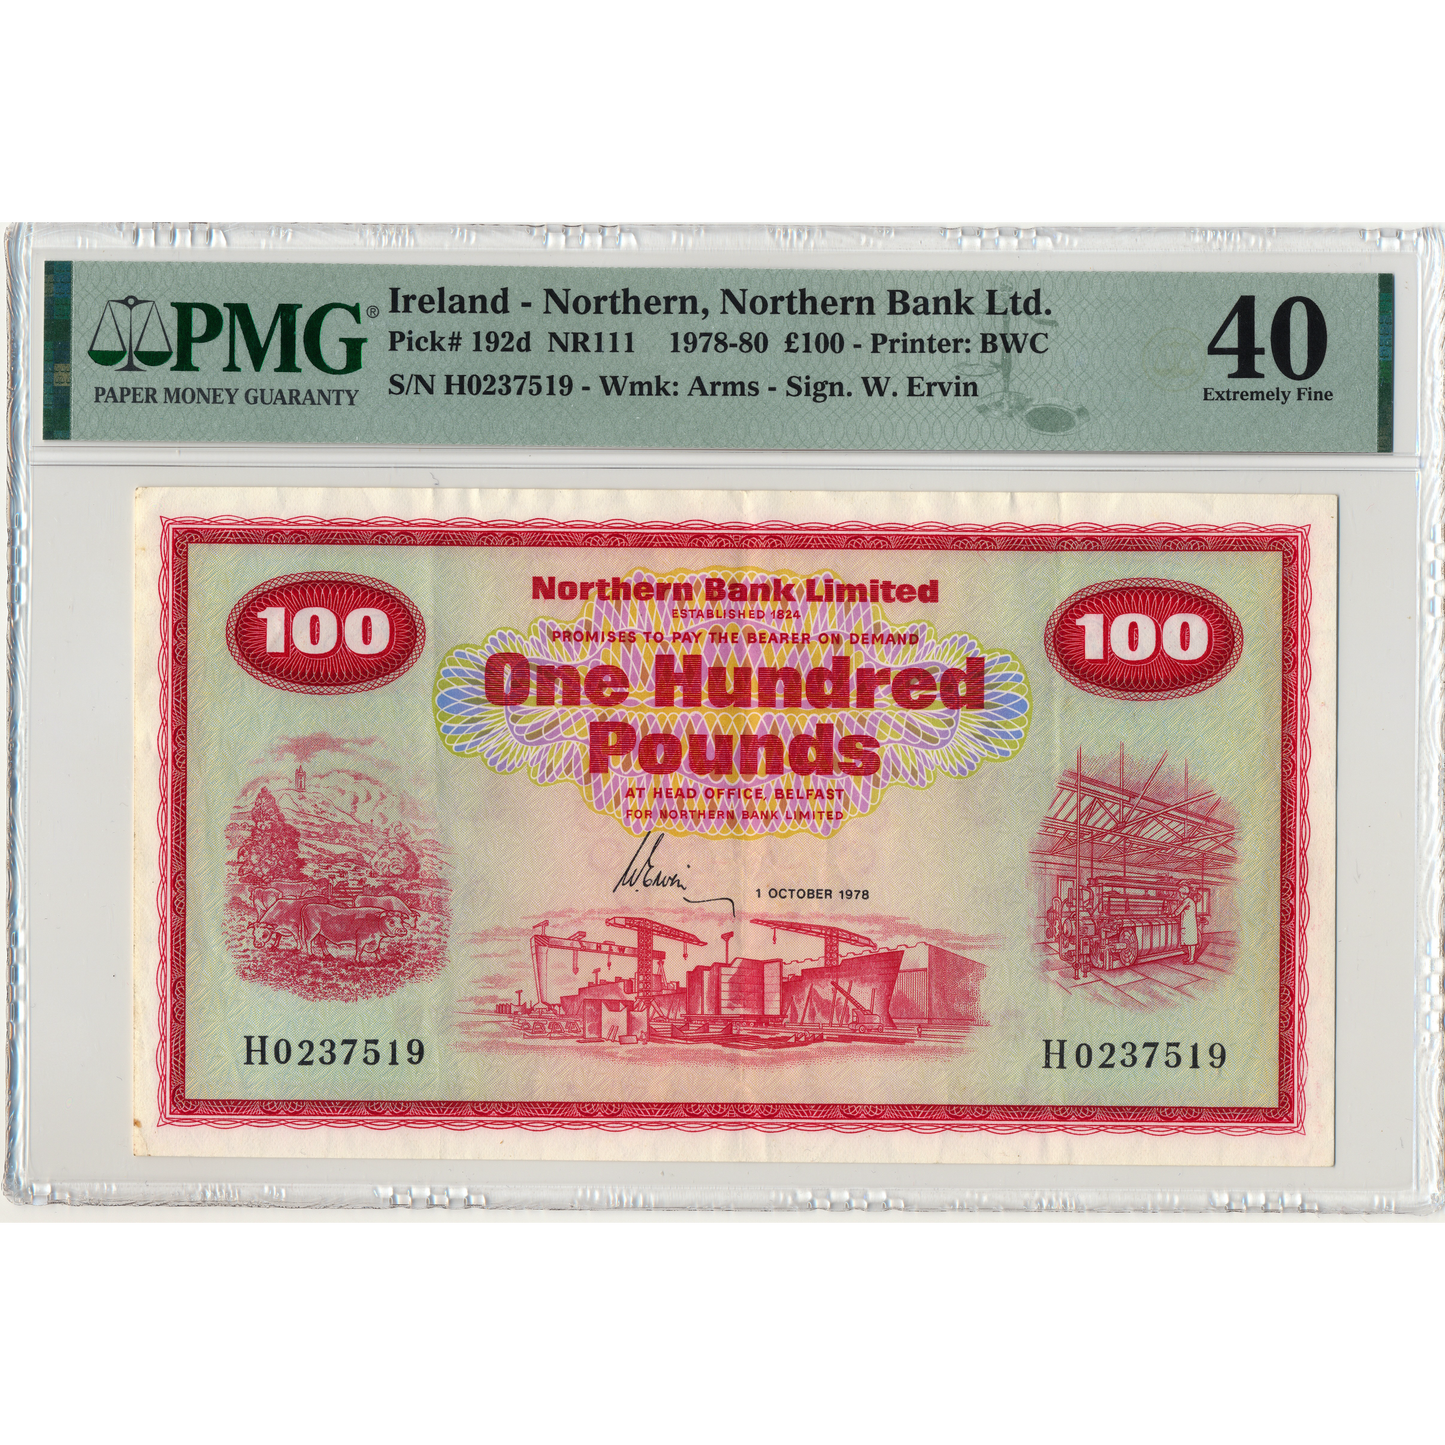 PMG®
PAPER MONEY GUARANTY
Ireland - Northern, Northern Bank Ltd.
Pick# 192d NR111 1978-80 £100 - Printer: BWC
S/N H0237519 - Wmk: Arms - Sign. W. Ervin
40
Extremely Fine
Northern Bank Limited
ESTABLISHED 1824
PROMISES TO PAY THE BEARER ON DEMAND
100
One Hundred
100
Pounds
AT HEAD OFFICE, BELFAST
FOR NORTHERN BANK LIMITED
W. Ervin
1 OCTOBER 1978
H0237519
H0237519